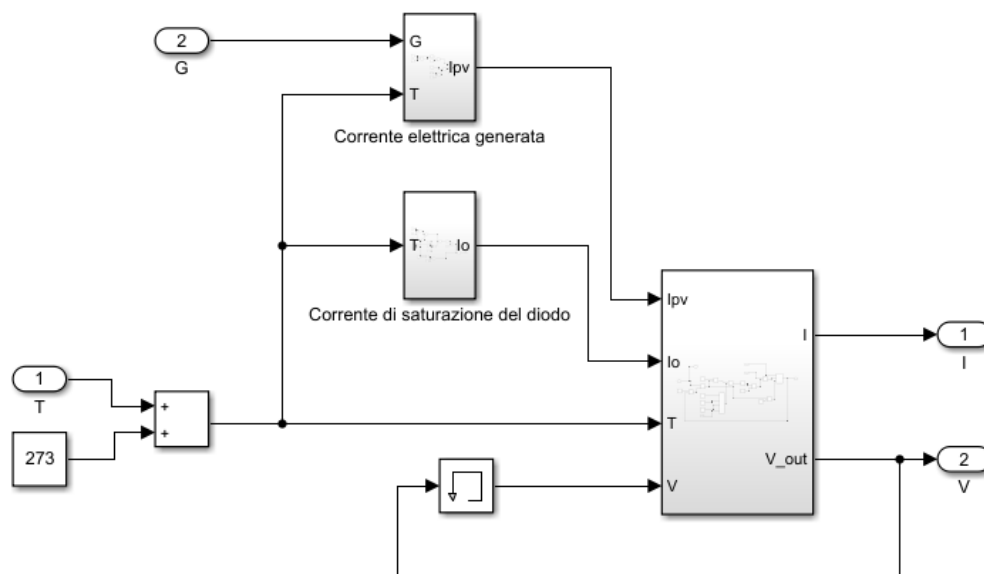 2
G
G
T
Ipv
Corrente elettrica generata
T
Io
Corrente di saturazione del diodo
1
T
273
+
+
Ipv
Io
T
V
I
V_out
1
I
2
V